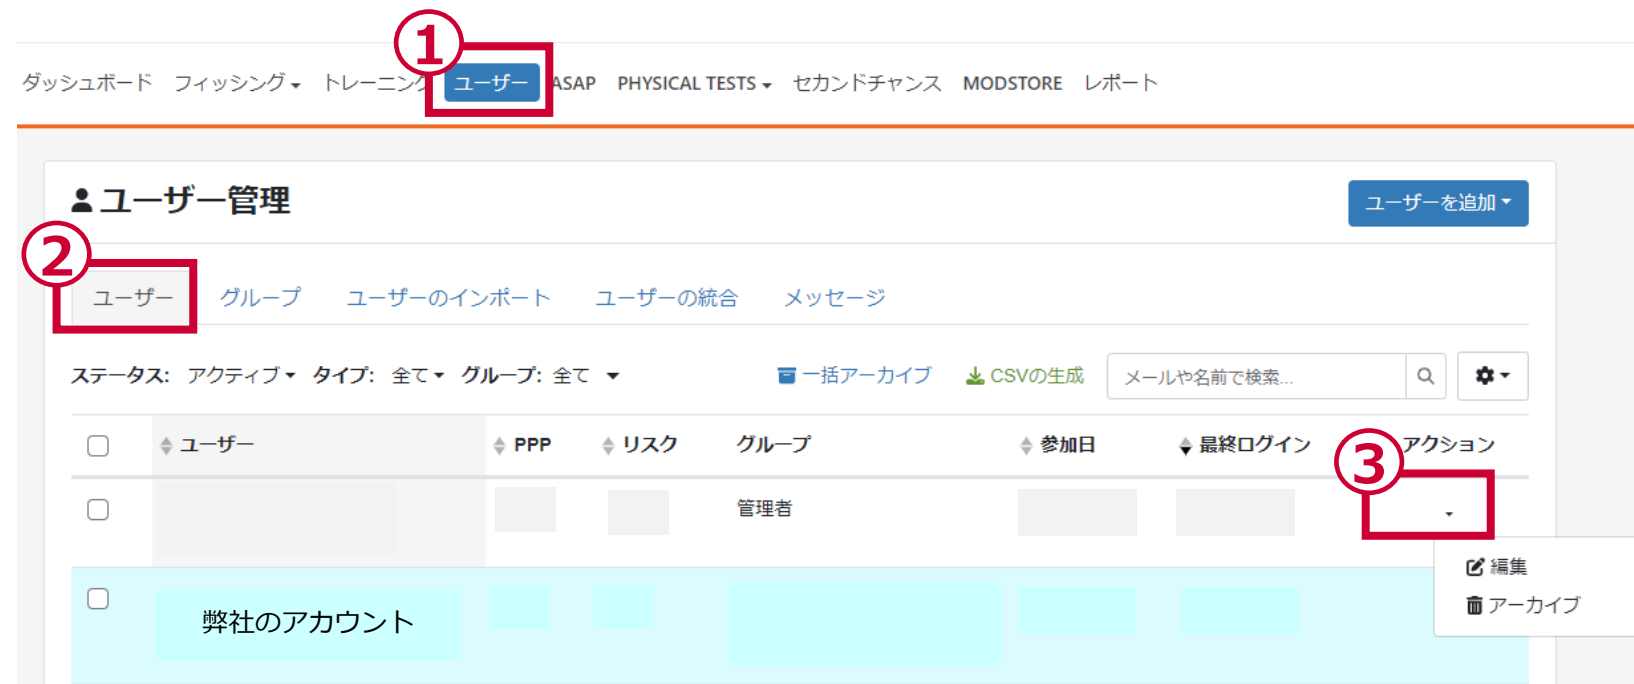 ①
ダッシュボード フィッシング トレーニング ユーザー ASAP PHYSICAL TESTS セカンドチャンス MODSTORE レポート
ユーザー管理
ユーザーを追加
②
ユーザー グループ ユーザーのインポート ユーザーの統合 メッセージ
ステータス: アクティブ タイプ: 全て グループ: 全て 一括アーカイブ CSVの生成 メールや名前で検索...
ユーザー PPP リスク グループ 参加日 最終ログイン アクション
③
管理者
編集
アーカイブ
弊社のアカウント